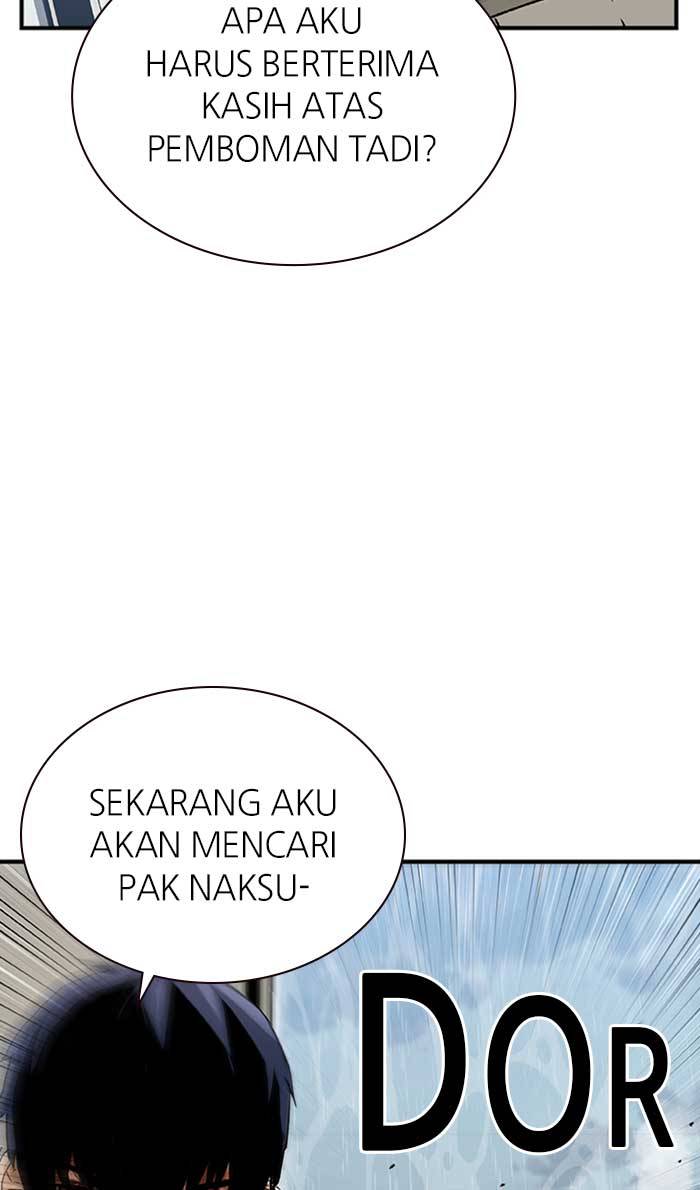 APA AKU
HARUS BERTERIMA
KASIH ATAS
PEMBOMAN TADI?
SEKARANG AKU
AKAN MENCARI
PAK NAKSU-
DOR